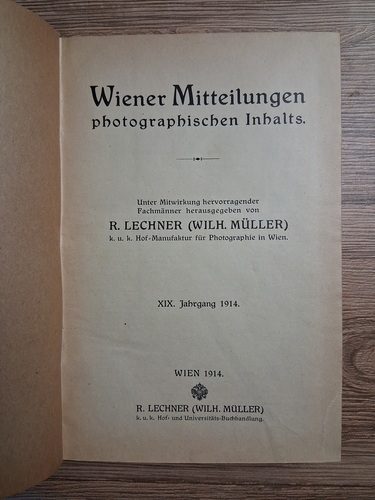 Wiener Mitteilungen
photographischen Inhalts.
Unter Mitwirkung hervorragender
Fachmänner herausgegeben von
R. LECHNER (WILH. MÜLLER)
k. u. k. Hof-Manufaktur für Photographie in Wien.
XIX. Jahrgang 1914.
WIEN 1914.
R. LECHNER (WILH. MÜLLER)
k. u. k. Hof- und Universitäts-Buchhandlung.